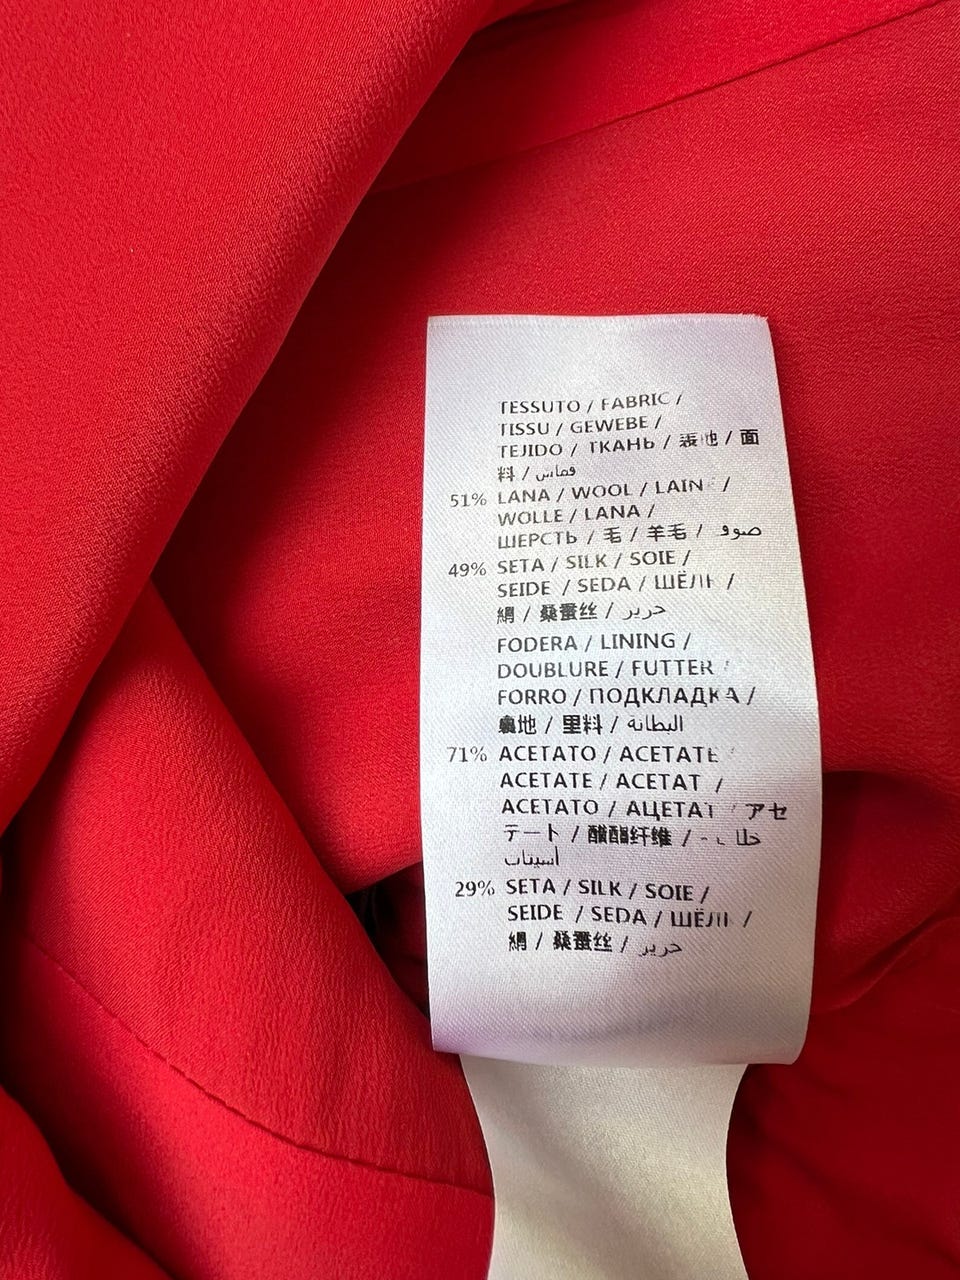 TESSUTO / FABRIC /
TISSU / GEWEBE /
TEJIDO / ТКАНЬ / 表地 / 面
料 / قماش
51% LANA / WOOL / LAINE /
WOLLE / LANA /
ШЕРСТЬ / 毛 / 羊毛 / صوف
49% SETA / SILK / SOIE /
SEIDE / SEDA / ШЁЛК /
絹 / 桑蚕丝 / حرير
FODERA / LINING /
DOUBLURE / FUTTER /
FORRO / ПОДКЛАДКА /
裏地 / 里料 / البطانة
71% ACETATO / ACETATE /
ACETATE / ACETAT /
ACETATO / АЦЕТАТ / アセ
テート / 醋酯纤维 /
أسيتات
29% SETA / SILK / SOIE /
SEIDE / SEDA / ШЁЛК /
絹 / 桑蚕丝 / حرير